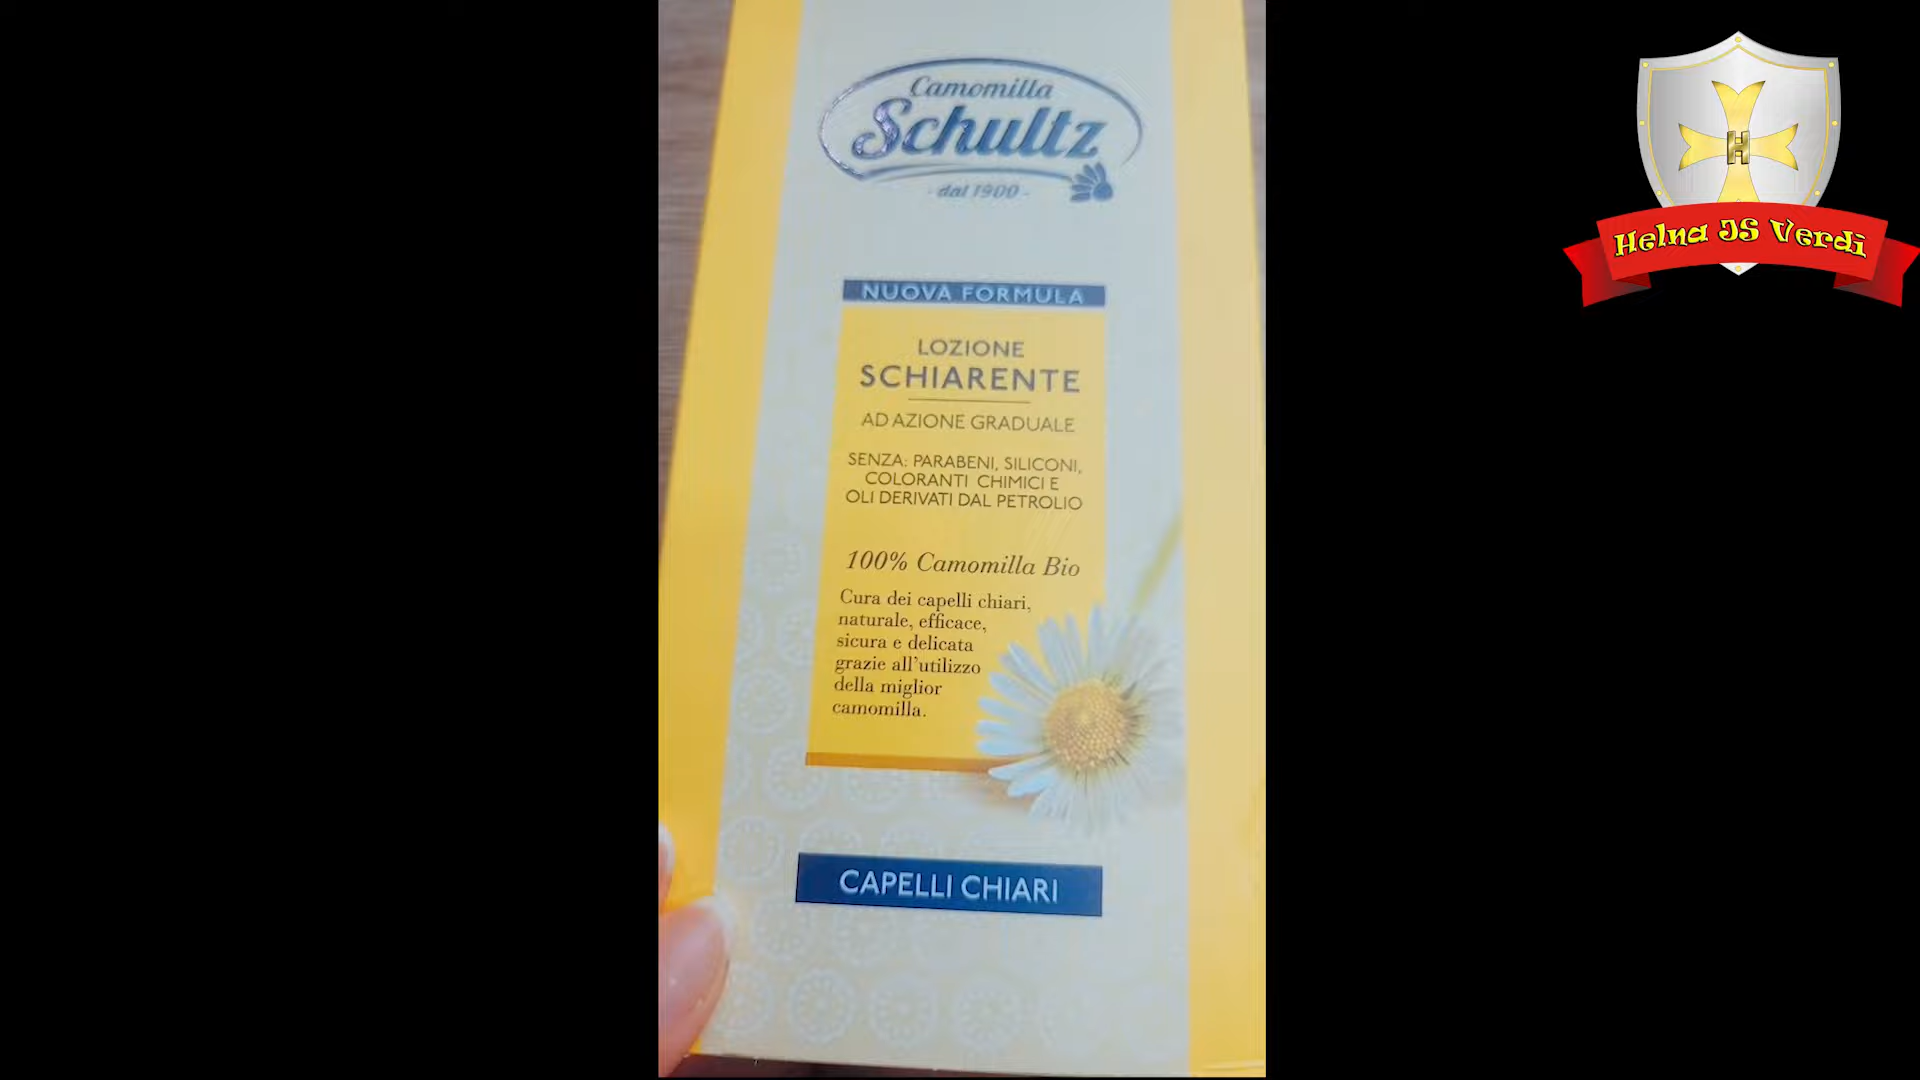 Camomilla
Schultz
- dal 1900 -
NUOVA FORMULA
LOZIONE
SCHIARENTE
AD AZIONE GRADUALE
SENZA: PARABENI, SILICONI,
COLORANTI CHIMICI E
OLI DERIVATI DAL PETROLIO
100% Camomilla Bio
Cura dei capelli chiari,
naturale, efficace,
sicura e delicata
grazie all'utilizzo
della miglior
camomilla.
CAPELLI CHIARI
H
Helna JS Verdi